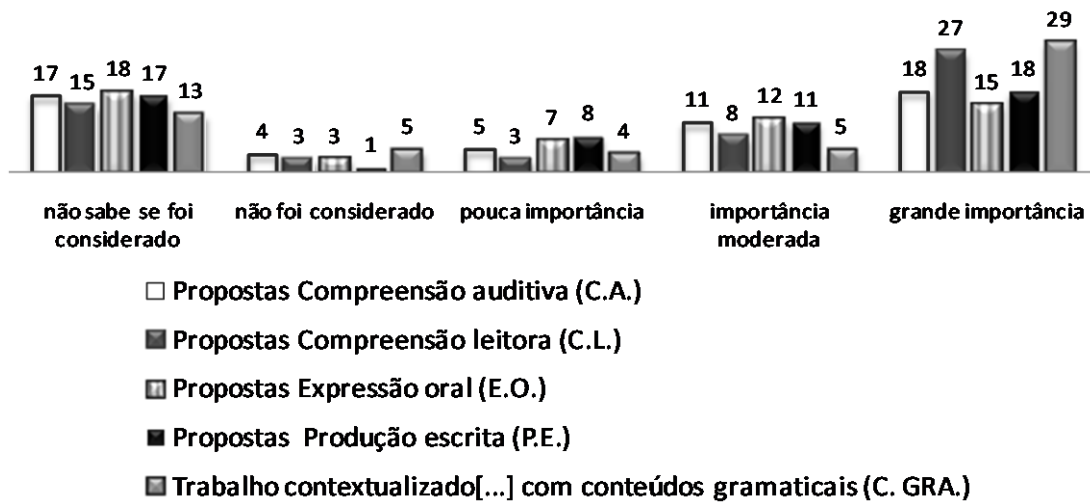 17 15 18 17 13
4 3 3 1 5
5 3 7 8 4
11 8 12 11 5
18 27 15 18 29
não sabe se foi considerado
não foi considerado
pouca importância
importância moderada
grande importância
Propostas Compreensão auditiva (C.A.)
Propostas Compreensão leitora (C.L.)
Propostas Expressão oral (E.O.)
Propostas Produção escrita (P.E.)
Trabalho contextualizado[...] com conteúdos gramaticais (C. GRA.)